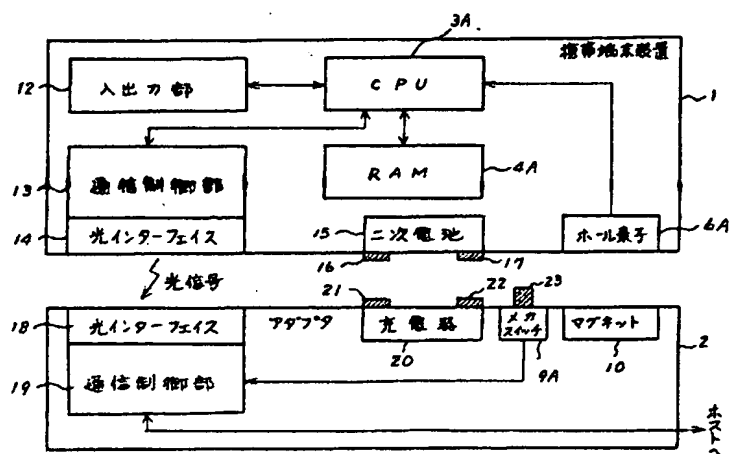 3A
携帯端末装置
12
入出力部
CPU
1
13
通信制御部
RAM
4A
14
光インターフェイス
15
二次電池
ホール素子
6A
16
17
光信号
21
22
23
18
光インターフェイス
アダプタ
充電器
メカスイッチ
マグネット
20
9A
10
2
19
通信制御部
ホストへ